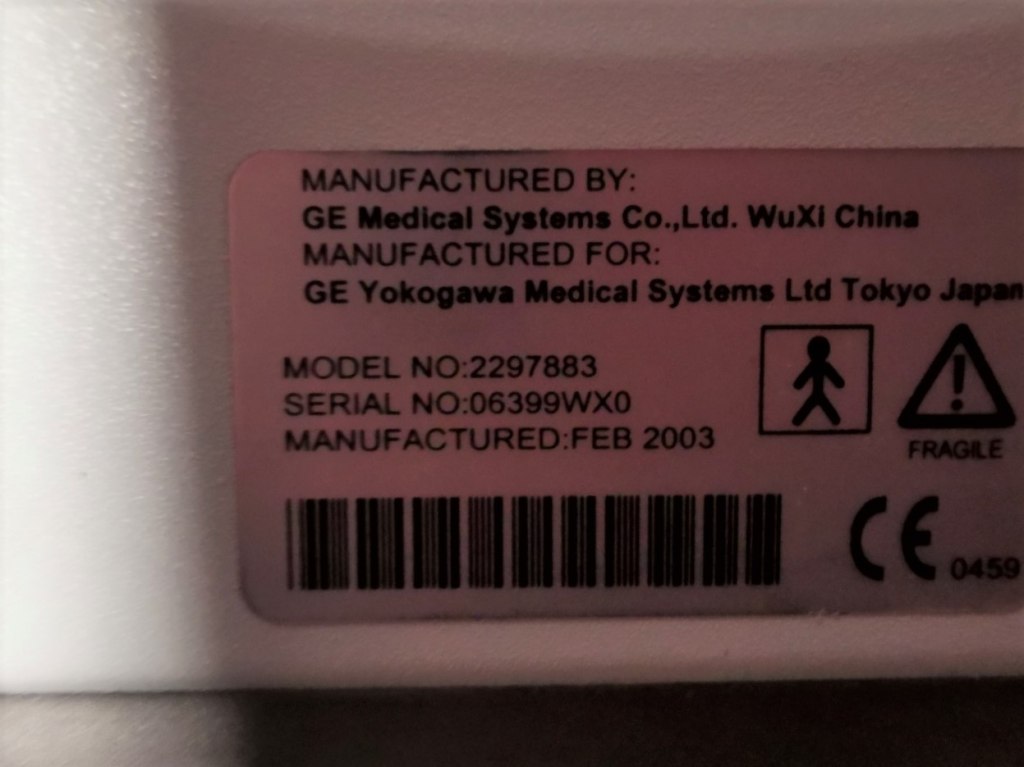 MANUFACTURED BY:
GE Medical Systems Co.,Ltd. WuXi China
MANUFACTURED FOR:
GE Yokogawa Medical Systems Ltd Tokyo Japan
MODEL NO:2297883
SERIAL NO:06399WX0
MANUFACTURED:FEB 2003
FRAGILE
CE 0459